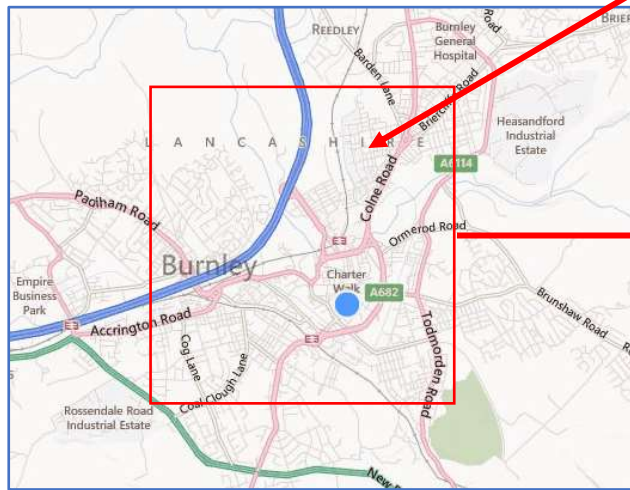 REEDLEY
Burnley
General
Hospital
Road
BRIER
Barden Lane
Briercliffe Road
Heasandford
Industrial
Estate
LANCASHIRE
A6114
Colne Road
Padiham Road
Ormerod Road
E3
Burnley
Charter
Walk
A682
Empire
Business
Park
Brunshaw Road
E3
Accrington Road
E3
Todmorden Road
Cog Lane
Coal Clough Lane
Rossendale Road
Industrial Estate
New